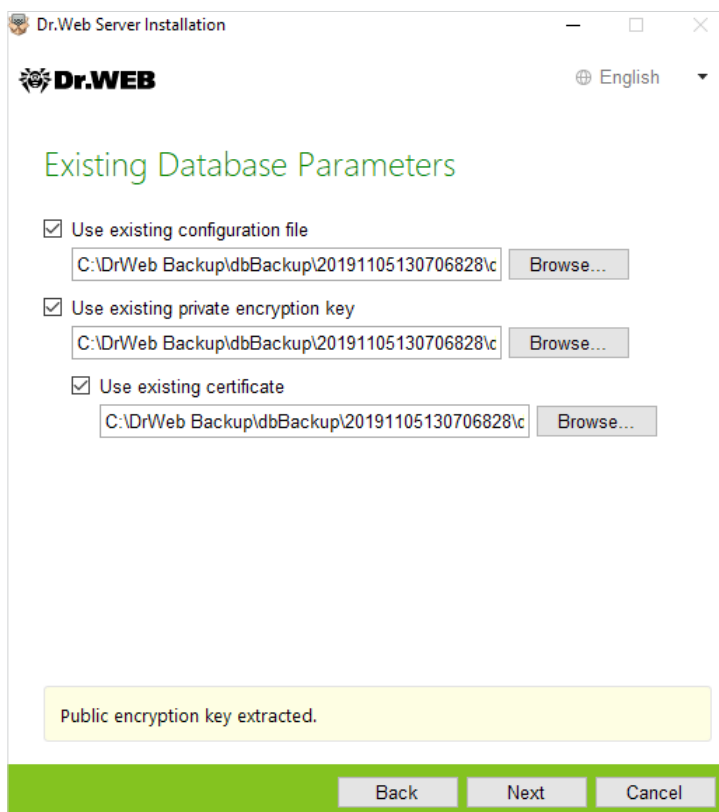 Dr.Web Server Installation
Dr.WEB
English
Existing Database Parameters
Use existing configuration file
C:\DrWeb Backup\dbBackup\20191105130706828\c
Browse...
Use existing private encryption key
C:\DrWeb Backup\dbBackup\20191105130706828\c
Browse...
Use existing certificate
C:\DrWeb Backup\dbBackup\20191105130706828\c
Browse...
Public encryption key extracted.
Back
Next
Cancel